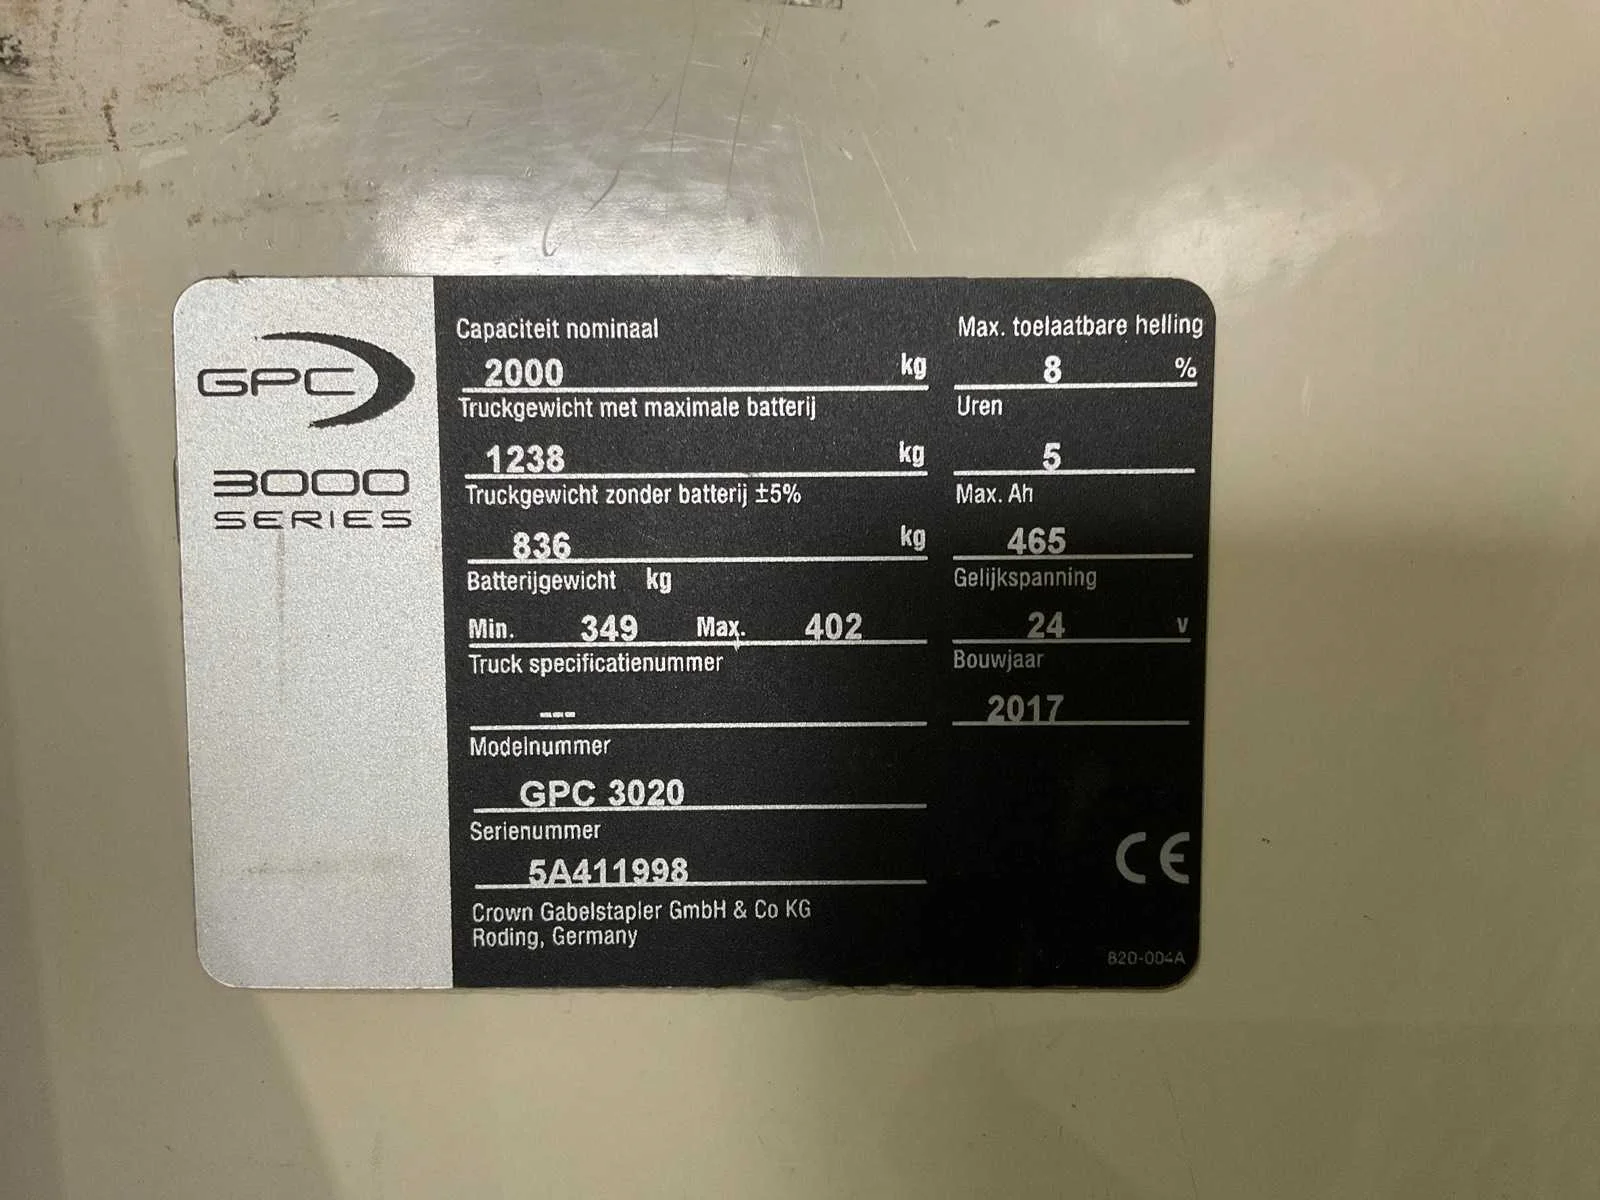 GPC
3000
SERIES
Capaciteit nominaal
2000 kg
Truckgewicht met maximale batterij
1238 kg
Truckgewicht zonder batterij ±5%
836 kg
Batterijgewicht kg
Min. 349 Max. 402
Truck specificatienummer
---
Modelnummer
GPC 3020
Serienummer
5A411998
Crown Gabelstapler GmbH & Co KG
Roding, Germany
Max. toelaatbare helling
8 %
Uren
5
Max. Ah
465
Gelijkspanning
24 v
Bouwjaar
2017
CE
820-004A